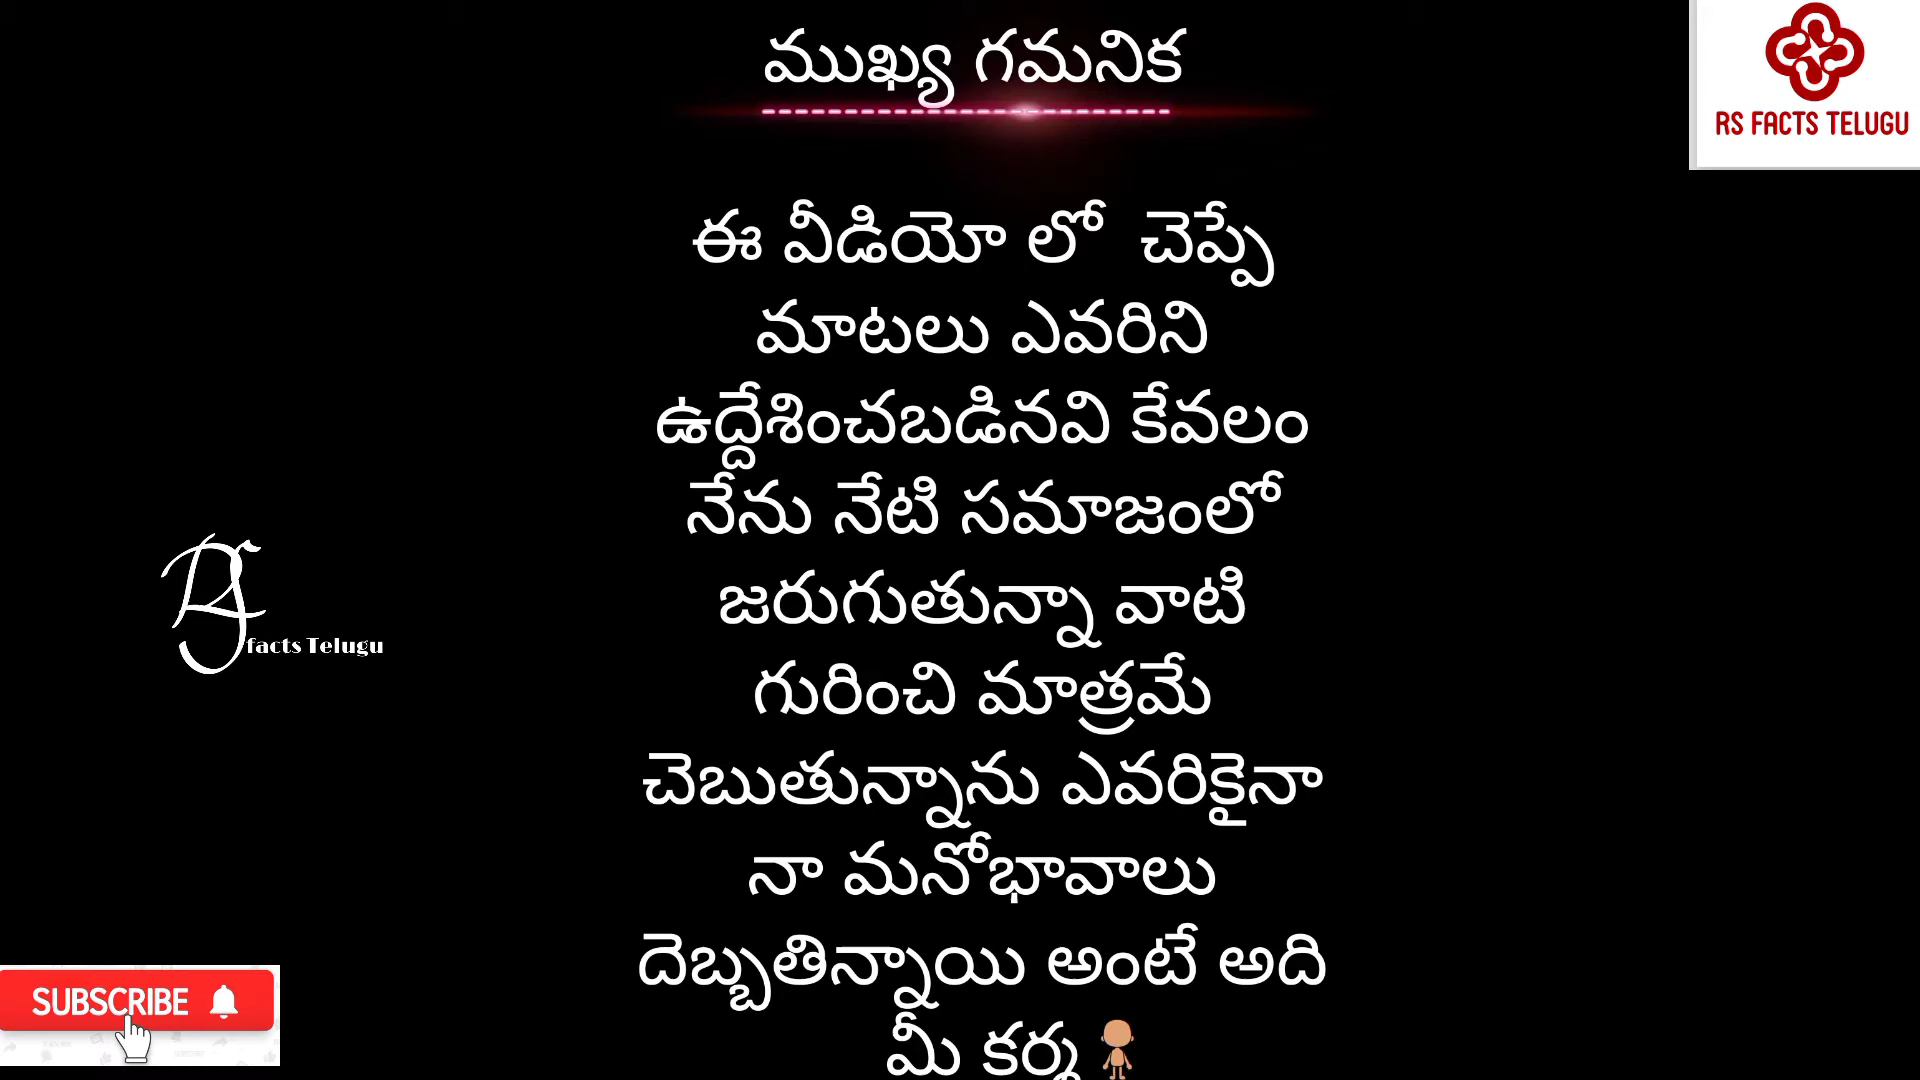 ముఖ్య గమనిక
RS FACTS TELUGU
ఈ వీడియో లో చెప్పే
మాటలు ఎవరిని
ఉద్దేశించబడినవి కేవలం
నేను నేటి సమాజంలో
జరుగుతున్నా వాటి
గురించి మాత్రమే
చెబుతున్నాను ఎవరికైనా
నా మనోభావాలు
దెబ్బతిన్నాయి అంటే అది
మీ కర్మ
RS
facts Telugu
SUBSCRIBE